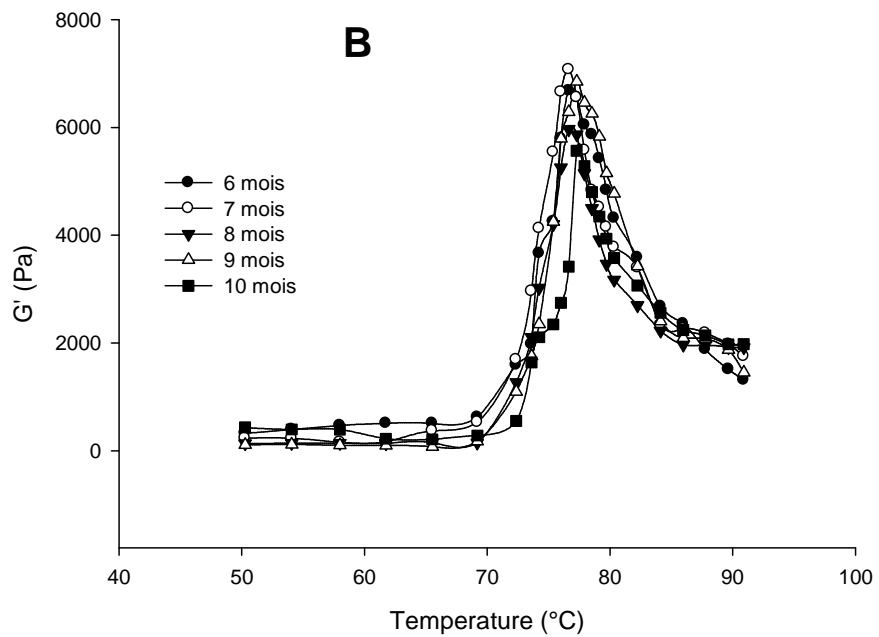 B
8000
6000
4000
2000
0
G' (Pa)
6 mois
7 mois
8 mois
9 mois
10 mois
40 50 60 70 80 90 100
Temperature (°C)